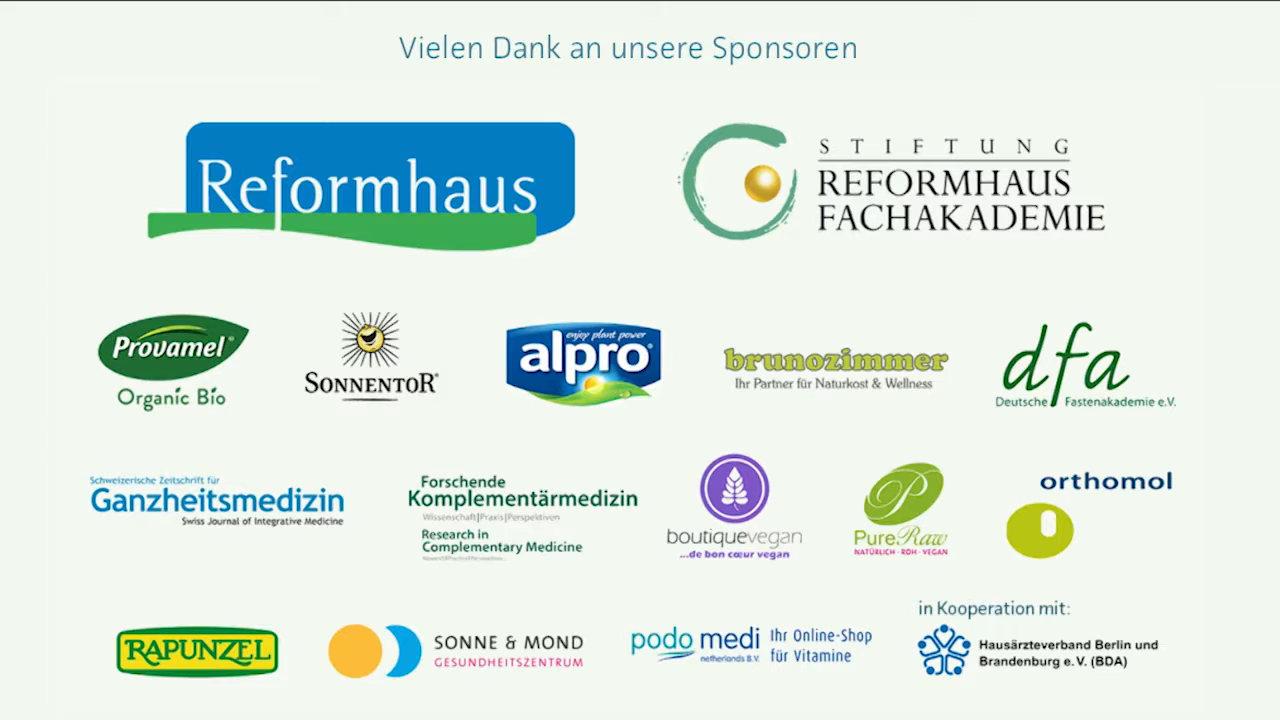 Vielen Dank an unsere Sponsoren
Reformhaus
STIFTUNG
REFORMHAUS
FACHAKADEMIE
Provamel®
Organic Bio
SONNENTOR®
enjoy plant power
alpro®
brunozimmer
Ihr Partner für Naturkost & Wellness
dfa
Deutsche Fastenakademie e.V.
Schweizerische Zeitschrift für
Ganzheitsmedizin
Swiss Journal of Integrative Medicine
Forschende
Komplementärmedizin
Wissenschaft|Praxis|Perspektiven
Research in
Complementary Medicine
boutiquevegan
...de bon cœur vegan
P
PureRaw
NATÜRLICH · ROH · VEGAN
orthomol
RAPUNZEL
SONNE & MOND
GESUNDHEITSZENTRUM
podo medi
netherlands B.V.
Ihr Online-Shop
für Vitamine
in Kooperation mit:
Hausärzteverband Berlin und
Brandenburg e. V. (BDA)